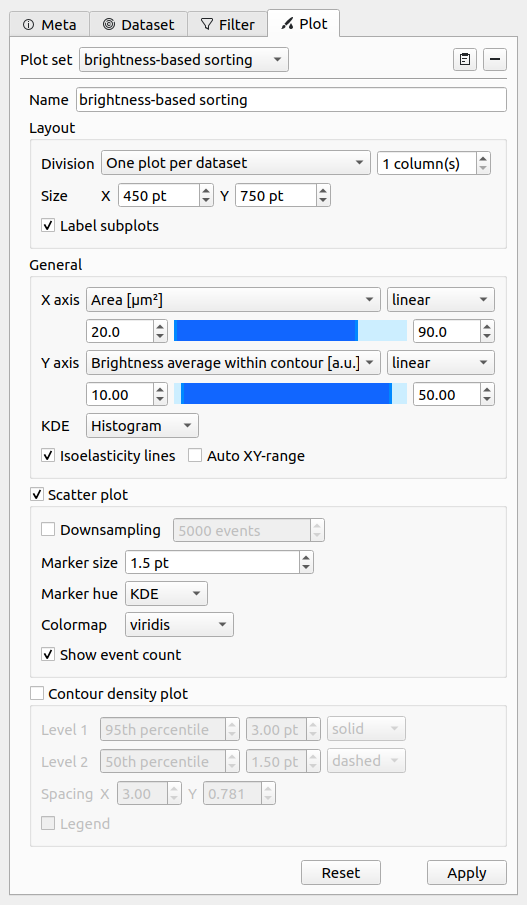 Meta Dataset Filter Plot
Plot set brightness-based sorting
Name brightness-based sorting
Layout
Division One plot per dataset 1 column(s)
Size X 450 pt Y 750 pt
Label subplots
General
X axis Area [µm²] linear
20.0 90.0
Y axis Brightness average within contour [a.u.] linear
10.00 50.00
KDE Histogram
Isoelasticity lines Auto XY-range
Scatter plot
Downsampling 5000 events
Marker size 1.5 pt
Marker hue KDE
Colormap viridis
Show event count
Contour density plot
Level 1 95th percentile 3.00 pt solid
Level 2 50th percentile 1.50 pt dashed
Spacing X 3.00 Y 0.781
Legend
Reset Apply